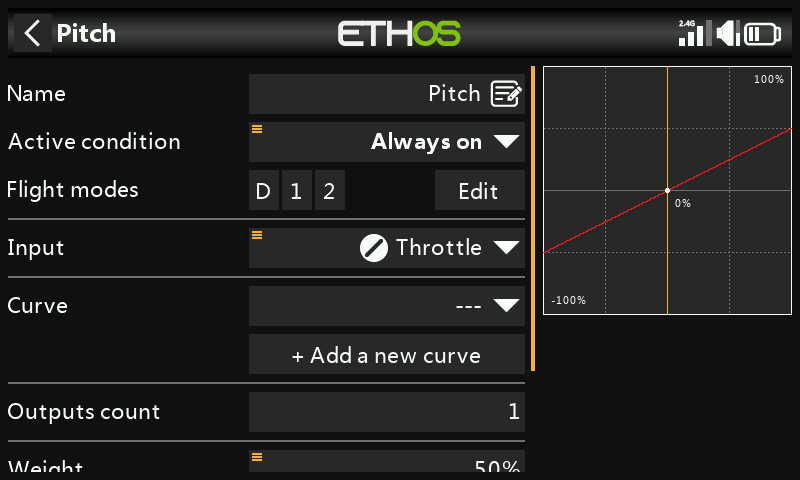 Pitch
ETHOS
2.4G
Name
Pitch
Active condition
Always on
Flight modes
D 1 2
Edit
Input
Throttle
Curve
---
+ Add a new curve
Outputs count
1
Weight
50%
100%
0%
-100%